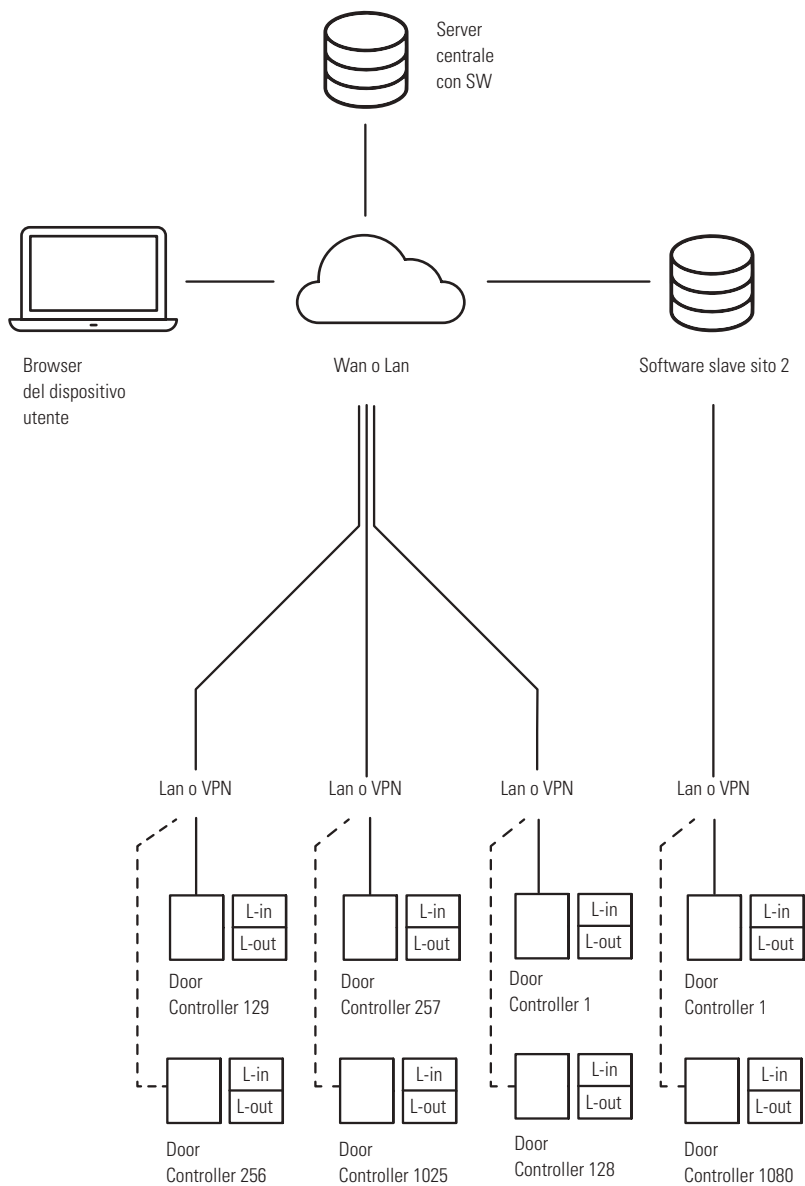 Server
centrale
con SW
Browser
del dispositivo
utente
Wan o Lan
Software slave sito 2
Lan o VPN
Lan o VPN
Lan o VPN
Lan o VPN
L-in
L-out
L-in
L-out
L-in
L-out
L-in
L-out
Door
Controller 129
Door
Controller 257
Door
Controller 1
Door
Controller 1
L-in
L-out
L-in
L-out
L-in
L-out
L-in
L-out
Door
Controller 256
Door
Controller 1025
Door
Controller 128
Door
Controller 1080